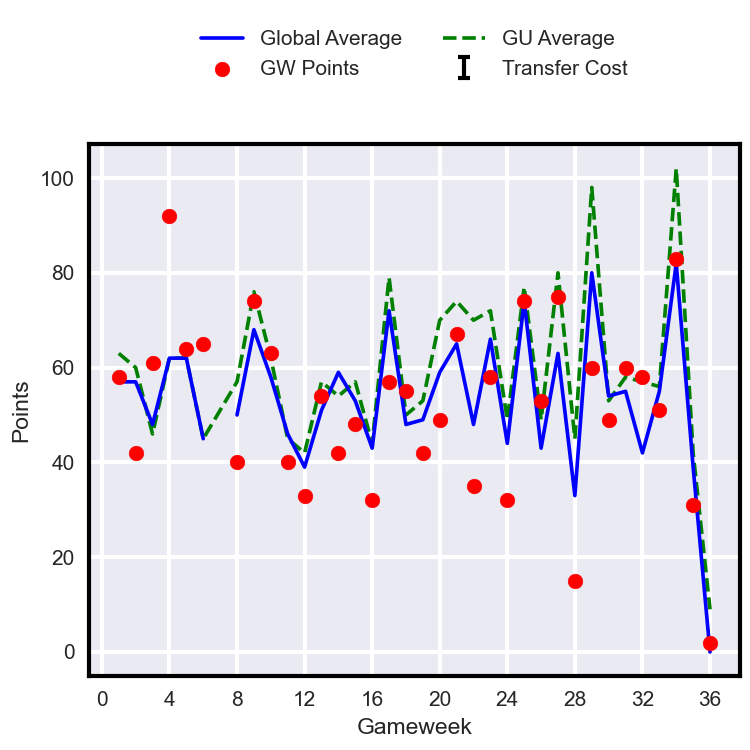 Global Average
GU Average
GW Points
Transfer Cost
100
80
60
40
20
0
Points
0 4 8 12 16 20 24 28 32 36
Gameweek